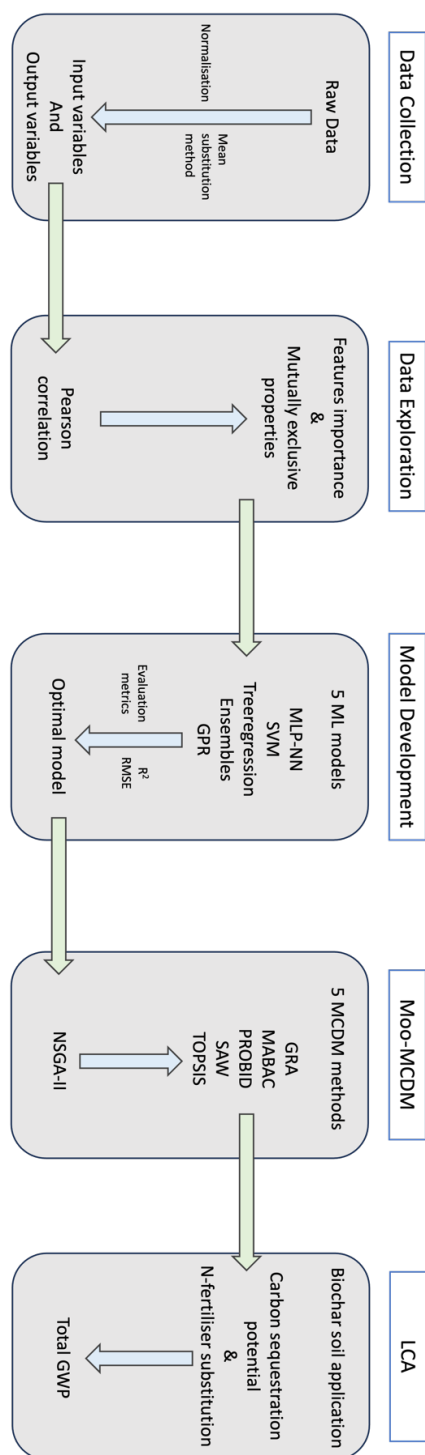 Data Collection
Raw Data
Normalisation
Mean
substitution
method
Input variables
And
Output variables
Data Exploration
Features importance
&
Mutually exclusive
properties
Pearson
correlation
Model Development
5 ML models
MLP-NN
SVM
Treeregression
Ensembles
GPR
Evaluation
metrics
R²
RMSE
Optimal model
Moo-MCDM
5 MCDM methods
GRA
MABAC
PROBID
SAW
TOPSIS
NSGA-II
LCA
Biochar soil application
Carbon sequestration
potential
&
N-fertiliser substitution
Total GWP